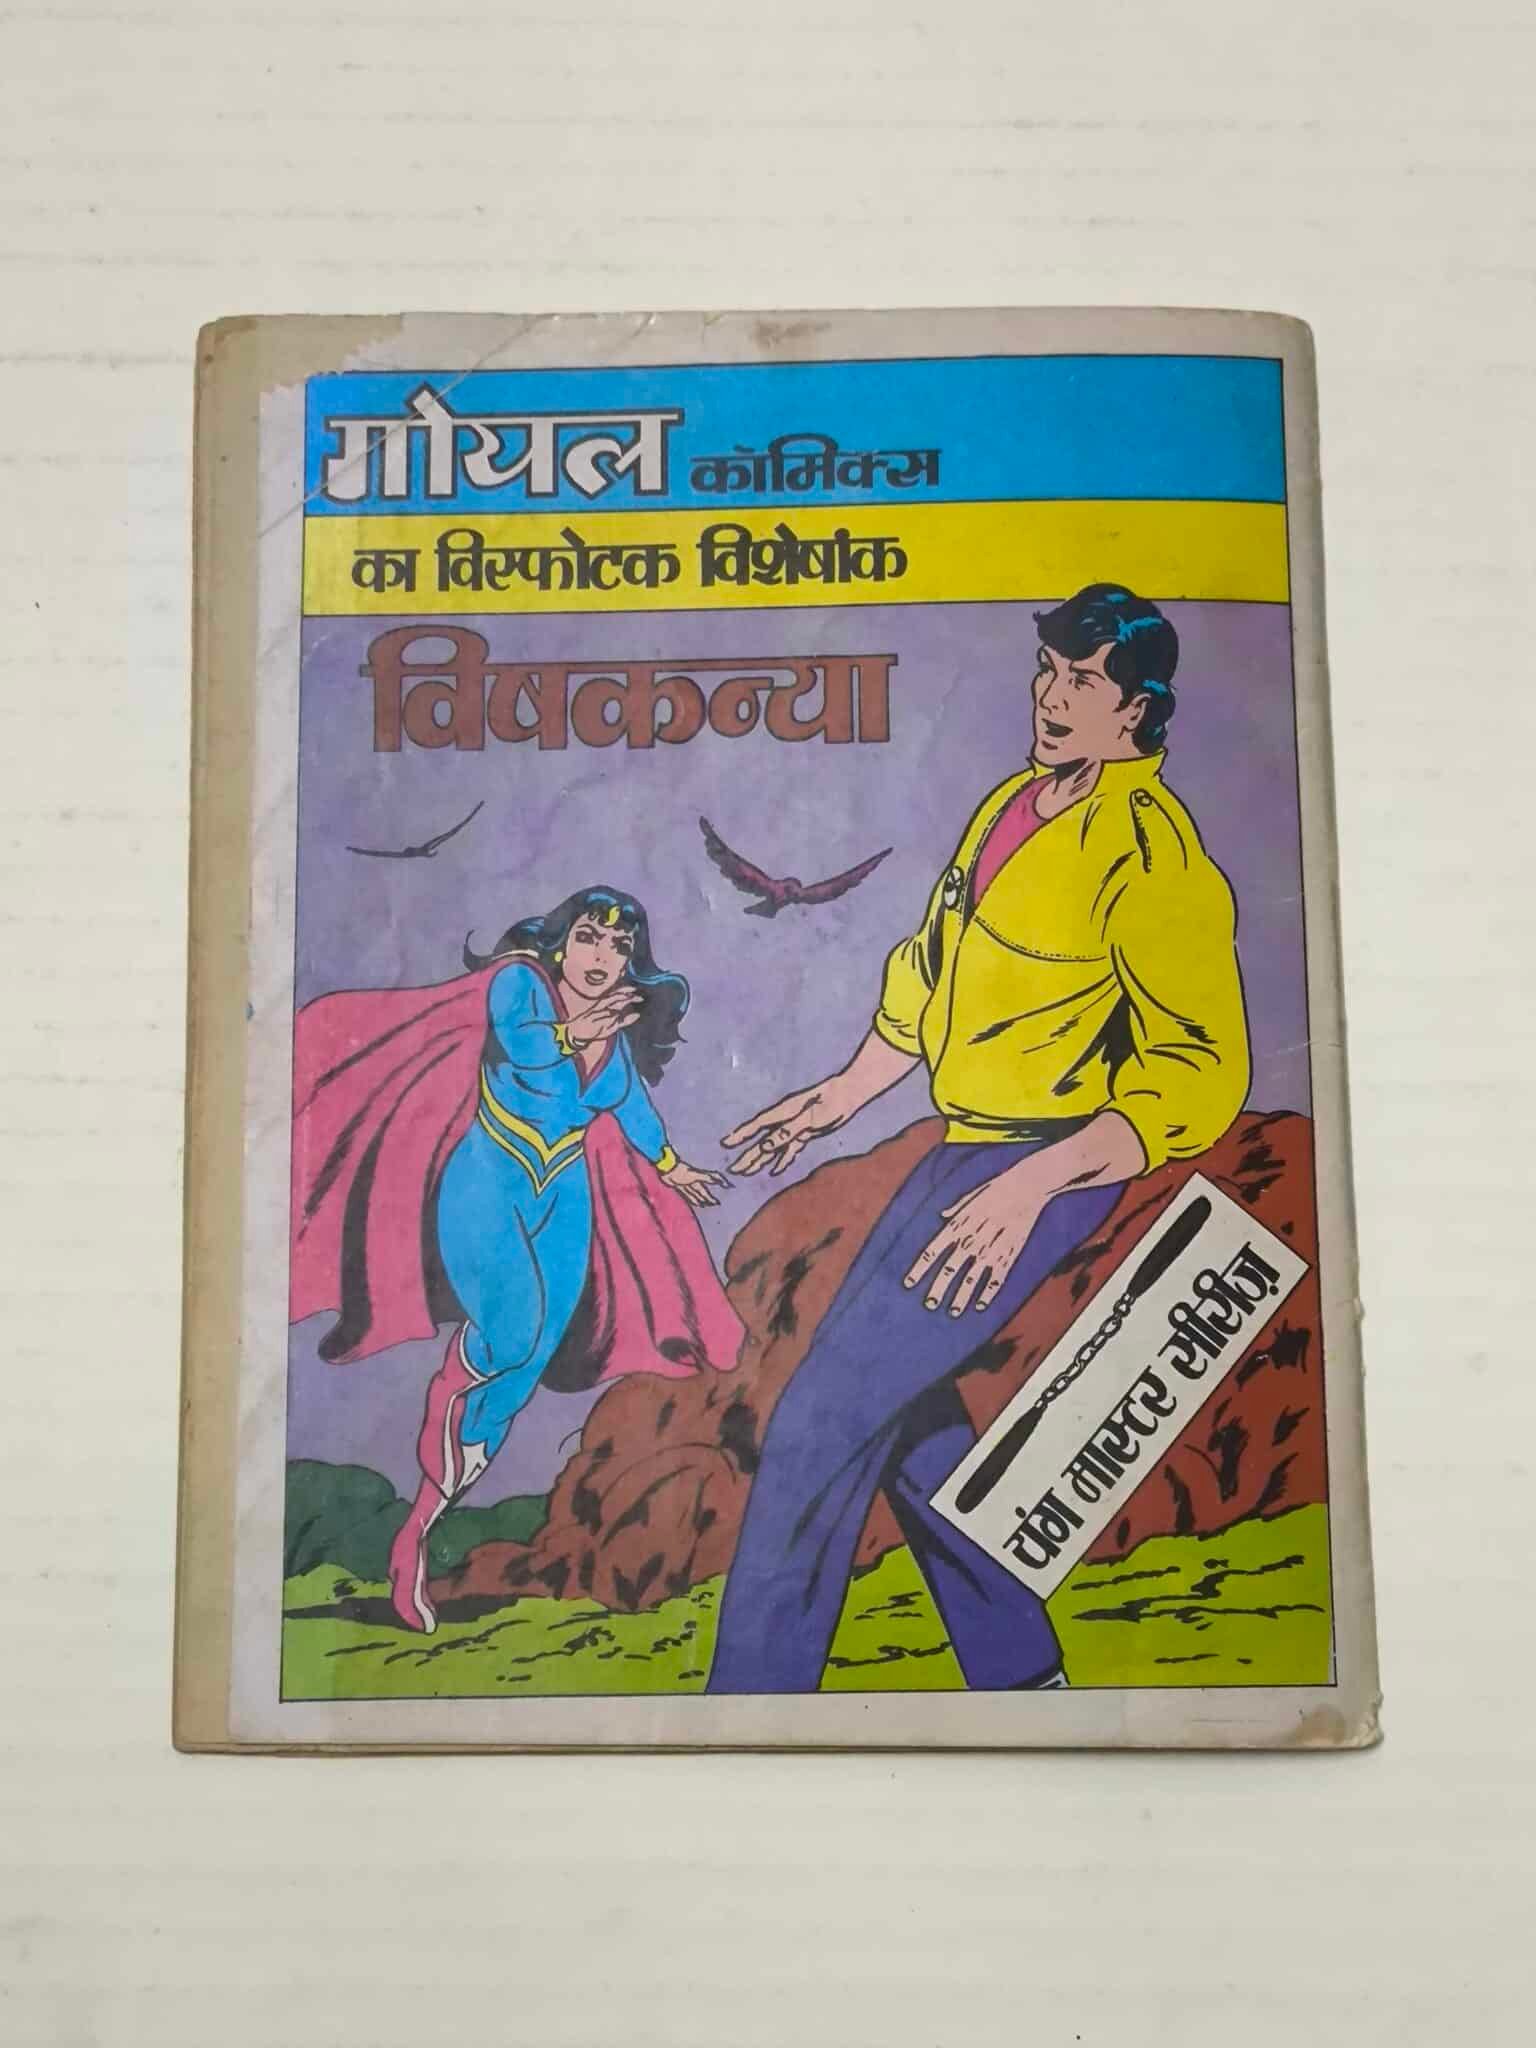 गोयल कॉमिक्स
का विस्फोटक विशेषांक
विषकन्या
यंग मास्टर सीरीज़